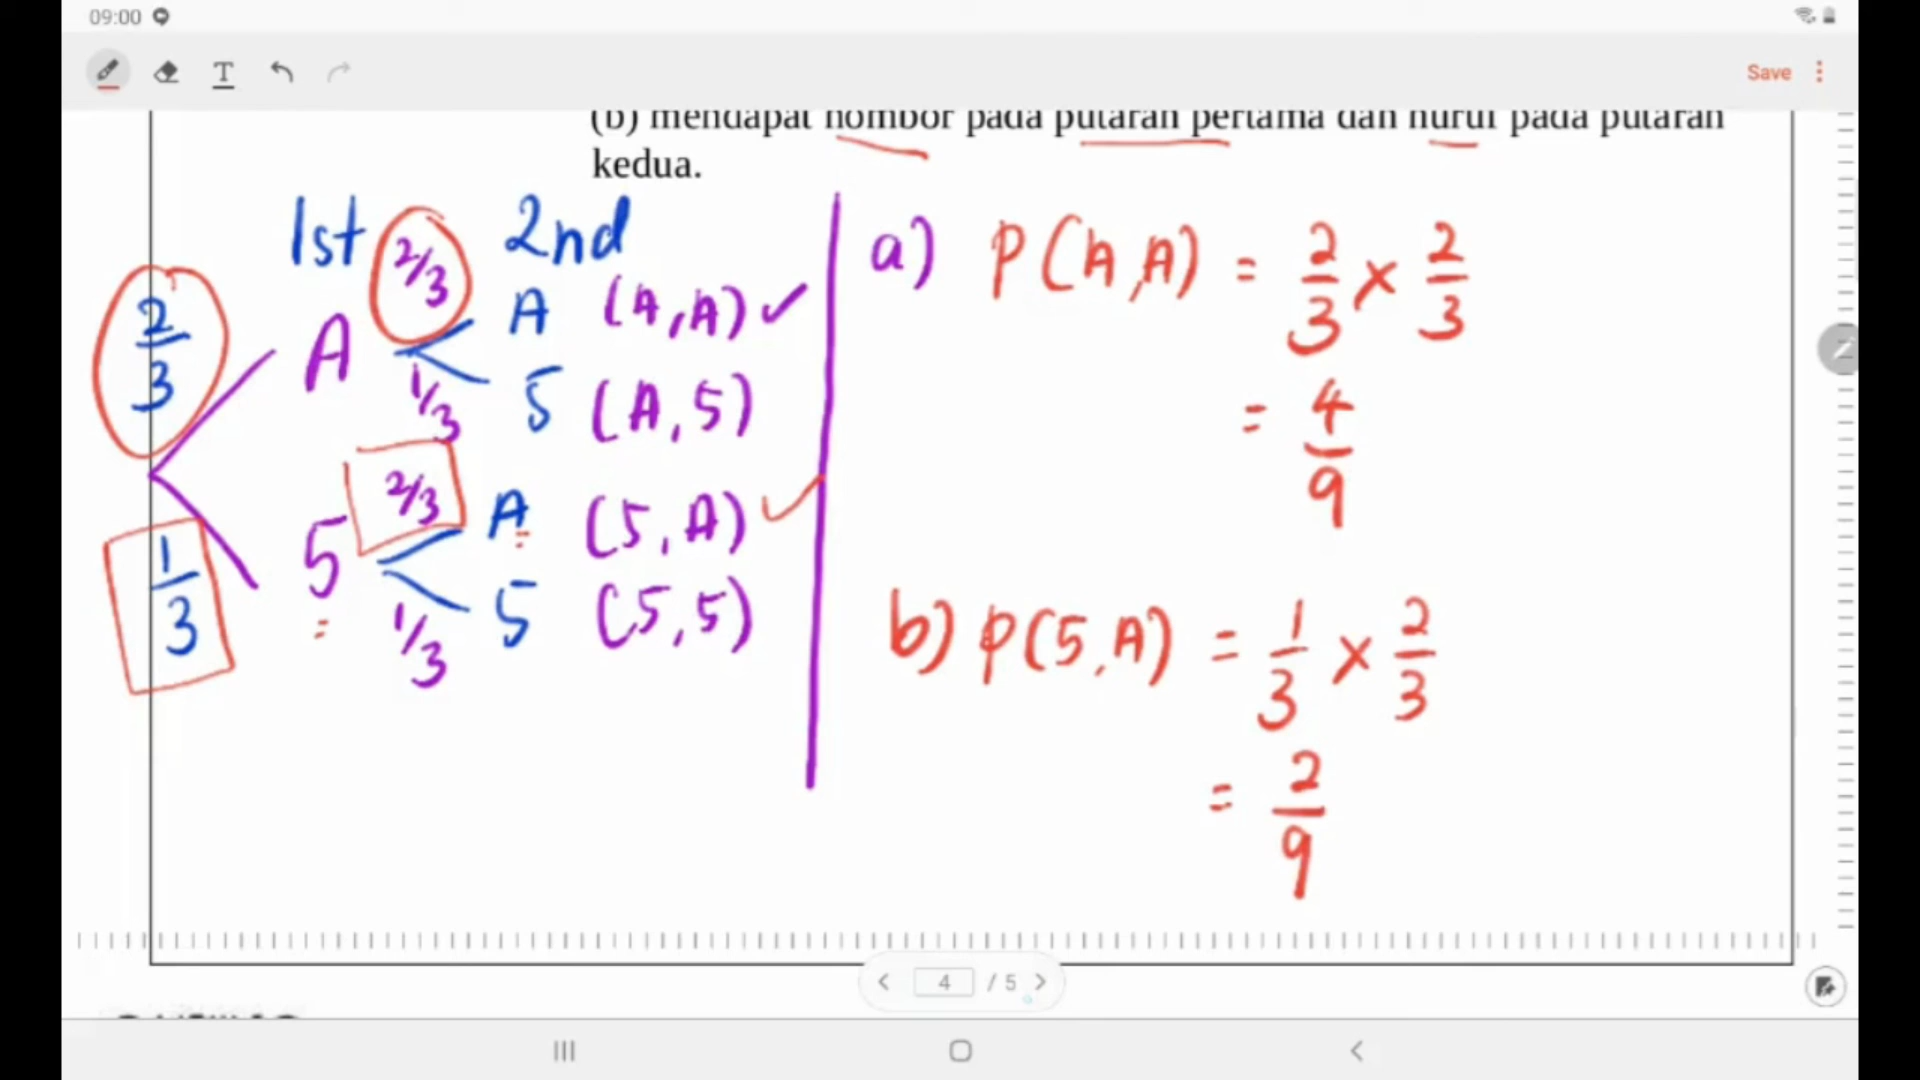 09:00
T
Save
(b) mendapat nombor pada putaran pertama dan huruf pada putaran
kedua.
1st 2nd
2/3 A 2/3 A (A,A) ✓
1/3 5 (A,5)
1/3 5 2/3 A (5,A) ✓
1/3 5 (5,5)
a) P(A,A) = 2/3 × 2/3
= 4/9
b) P(5,A) = 1/3 × 2/3
= 2/9
4 / 5